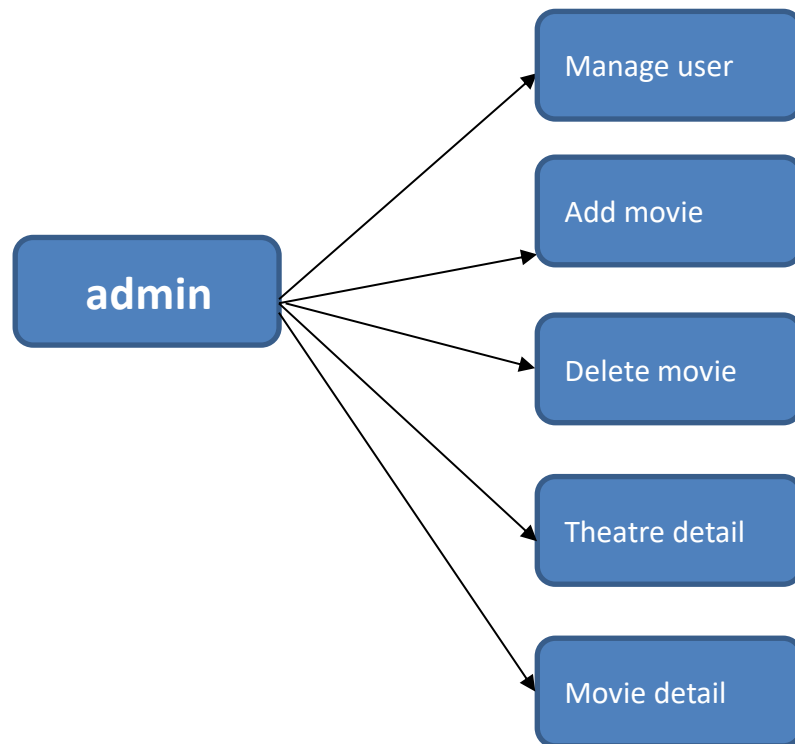 Manage user
Add movie
admin
Delete movie
Theatre detail
Movie detail